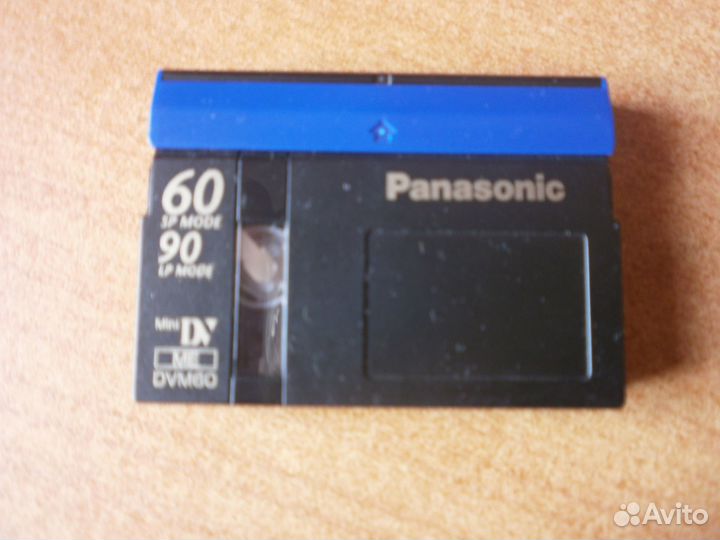 Panasonic
60
SP MODE
90
LP MODE
Mini DV
ME
DVM60
Avito